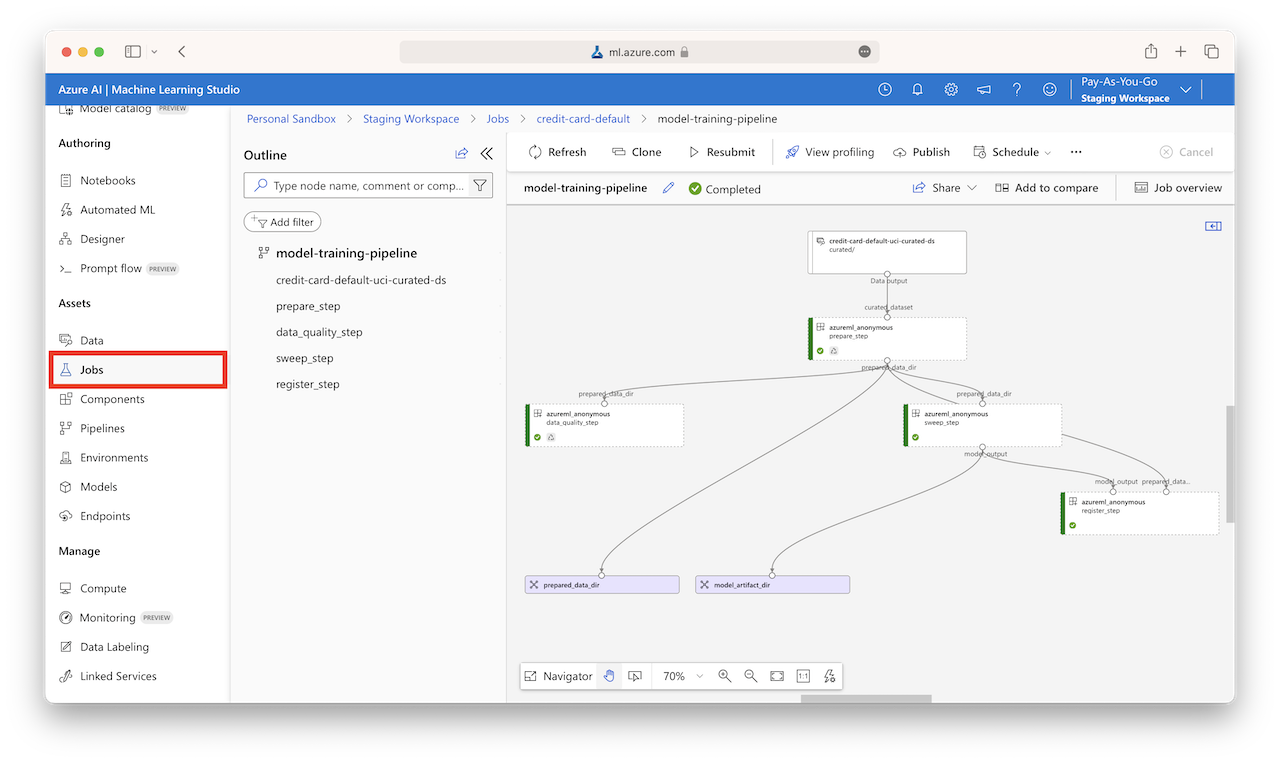 ml.azure.com
Azure AI | Machine Learning Studio
Pay-As-You-Go
Staging Workspace
Model catalog PREVIEW
Authoring
Notebooks
Automated ML
Designer
Prompt flow PREVIEW
Assets
Data
Jobs
Components
Pipelines
Environments
Models
Endpoints
Manage
Compute
Monitoring PREVIEW
Data Labeling
Linked Services
Personal Sandbox > Staging Workspace > Jobs > credit-card-default > model-training-pipeline
Outline
Type node name, comment or comp...
Add filter
model-training-pipeline
credit-card-default-uci-curated-ds
prepare_step
data_quality_step
sweep_step
register_step
Refresh Clone Resubmit View profiling Publish Schedule ... Cancel
model-training-pipeline Completed Share Add to compare Job overview
credit-card-default-uci-curated-ds
curated/
Data output
curated_dataset
azureml_anonymous
prepare_step
prepared_data_dir
prepared_data_dir
azureml_anonymous
data_quality_step
prepared_data_dir
azureml_anonymous
sweep_step
model_output
model_output prepared_data...
azureml_anonymous
register_step
prepared_data_dir
model_artifact_dir
Navigator 70% 1:1